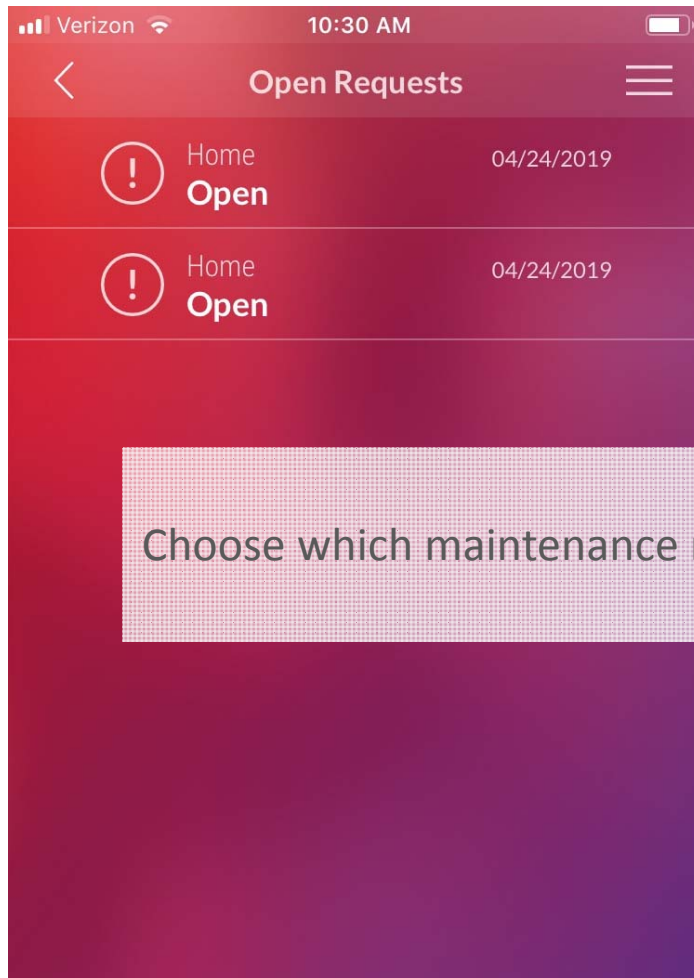 Verizon 10:30 AM
Open Requests
Home 04/24/2019
Open
Home 04/24/2019
Open
Choose which maintenance